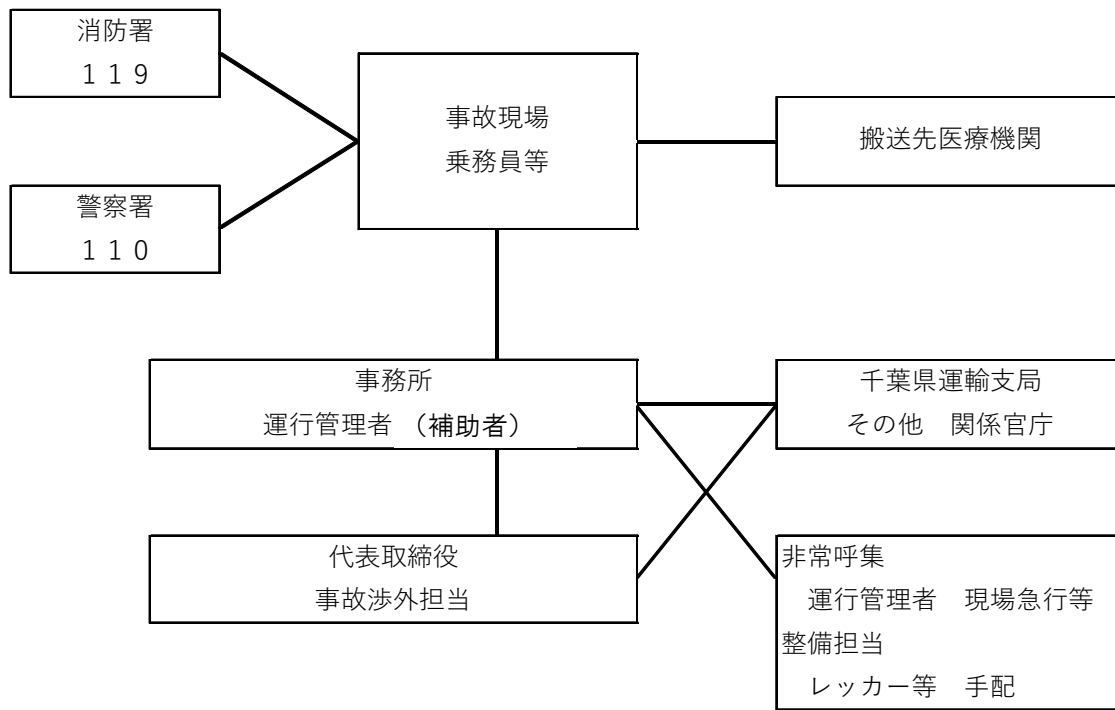 消防署
１１９
事故現場
乗務員等
搬送先医療機関
警察署
１１０
事務所
運行管理者　（補助者）
千葉県運輸支局
その他　関係官庁
代表取締役
事故渉外担当
非常呼集
運行管理者　現場急行等
整備担当
レッカー等　手配